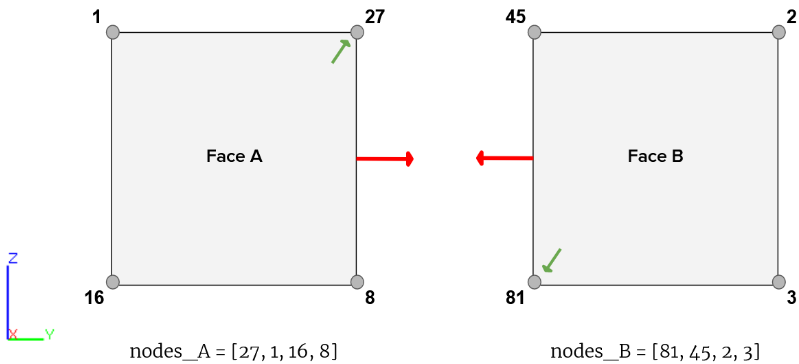 1
27
45
2
Face A
Face B
16
8
81
3
Z
X
Y
nodes_A = [27, 1, 16, 8]
nodes_B = [81, 45, 2, 3]